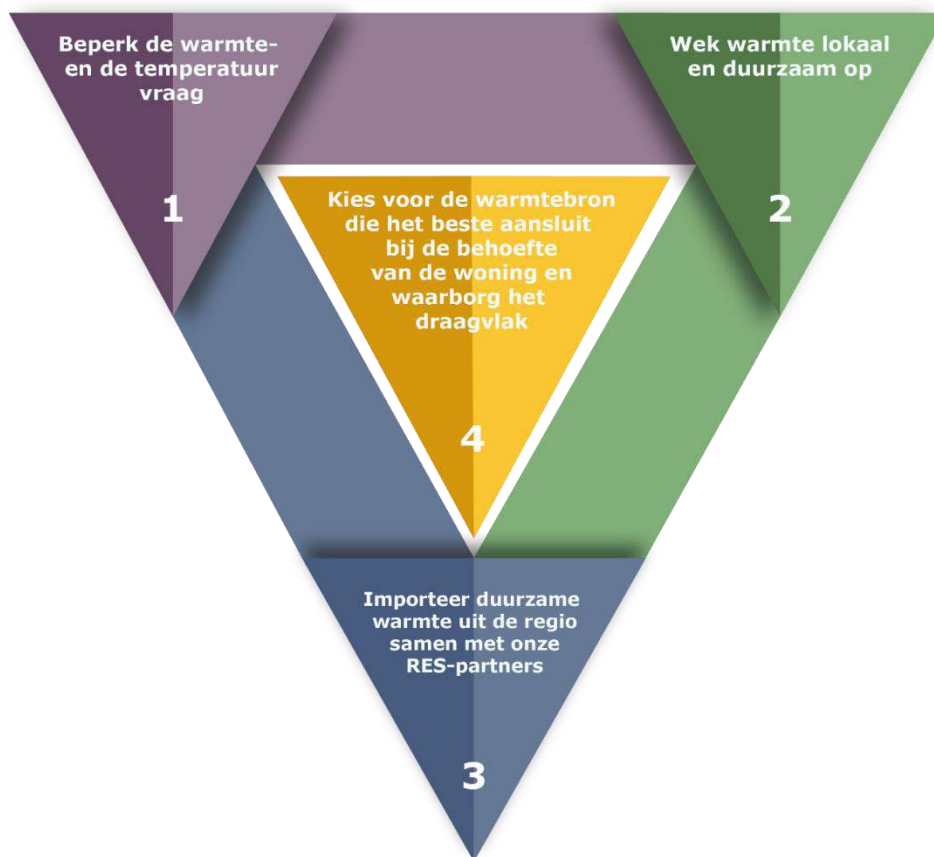 Beperk de warmte-
en de temperatuur
vraag
1
Wek warmte lokaal
en duurzaam op
2
Kies voor de warmtebron
die het beste aansluit
bij de behoefte
van de woning en
waarborg het
draagvlak
4
Importeer duurzame
warmte uit de regio
samen met onze
RES-partners
3